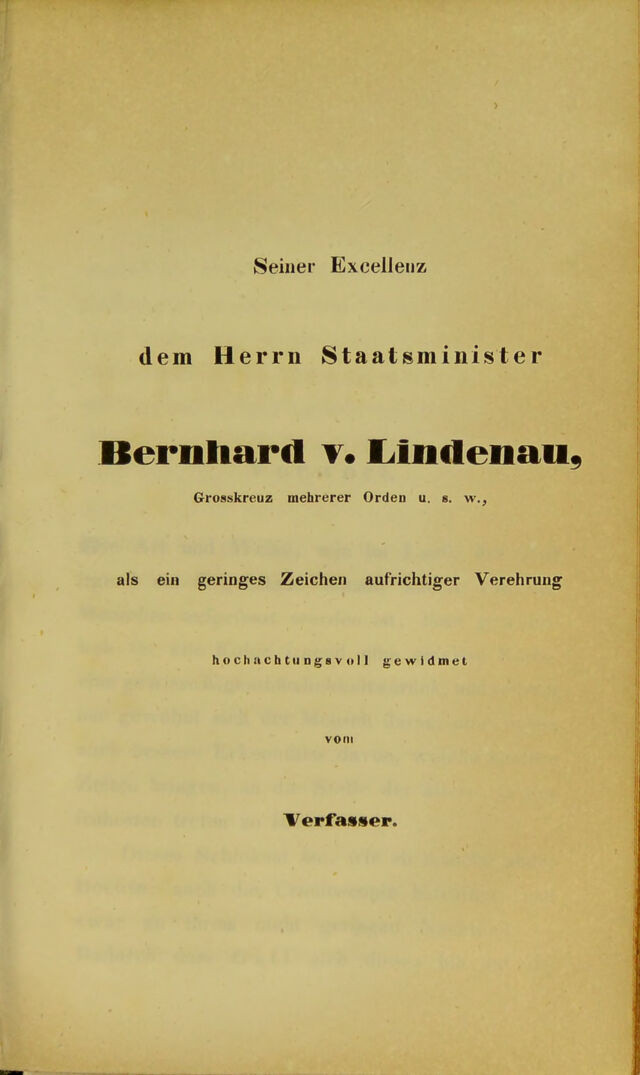 Seiner Excellenz
dem Herrn Staatsminister
Bernhard v. Lindenau,
Grosskreuz mehrerer Orden u. s. w.,
als ein geringes Zeichen aufrichtiger Verehrung
hochachtungsvoll gewidmet
vom
Verfasser.